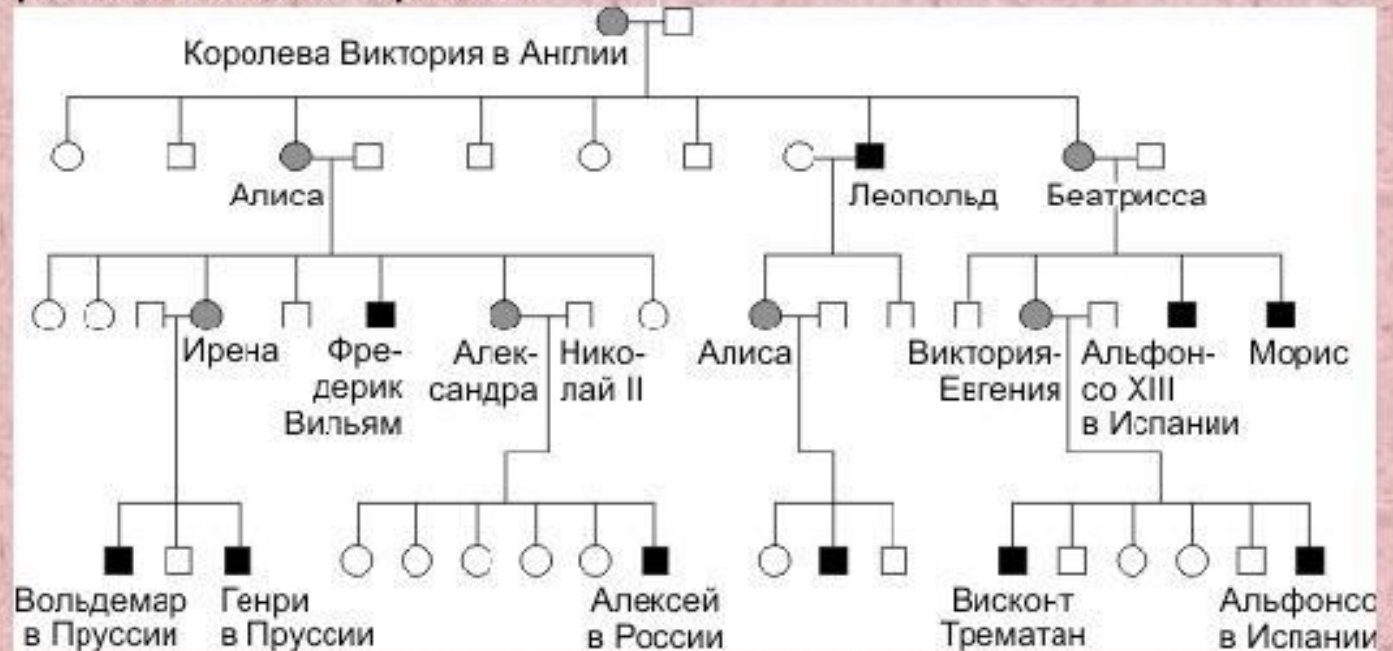 Королева Виктория в Англии
Алиса
Леопольд
Беатрисса
Ирена
Фре-
дерик
Вильям
Алек-
сандра
Нико-
лай II
Алиса
Виктория-
Евгения
Альфон-
со XIII
в Испании
Морис
Вольдемар
в Пруссии
Генри
в Пруссии
Алексей
в России
Висконт
Трематан
Альфонсо
в Испании